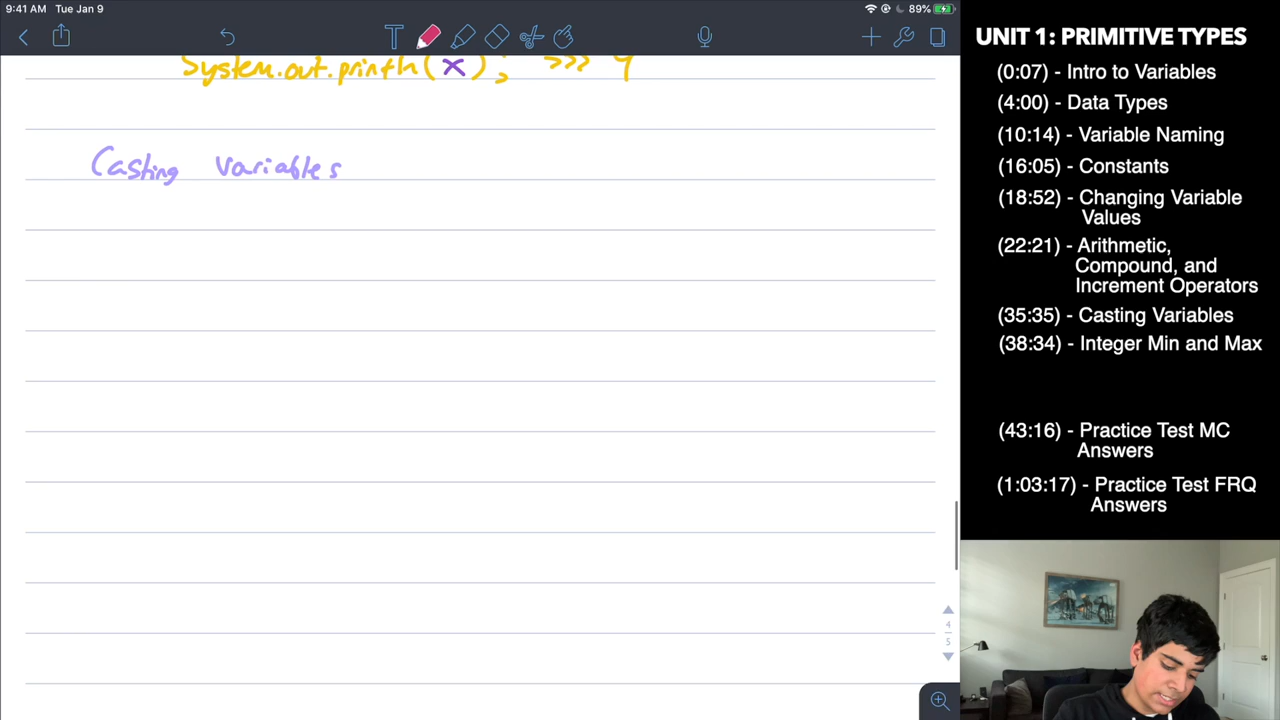 9:41 AM Tue Jan 9
89%
System.out.println(x); >>> 9
Casting Variables
4
5
UNIT 1: PRIMITIVE TYPES
(0:07) - Intro to Variables
(4:00) - Data Types
(10:14) - Variable Naming
(16:05) - Constants
(18:52) - Changing Variable
Values
(22:21) - Arithmetic,
Compound, and
Increment Operators
(35:35) - Casting Variables
(38:34) - Integer Min and Max
(43:16) - Practice Test MC
Answers
(1:03:17) - Practice Test FRQ
Answers